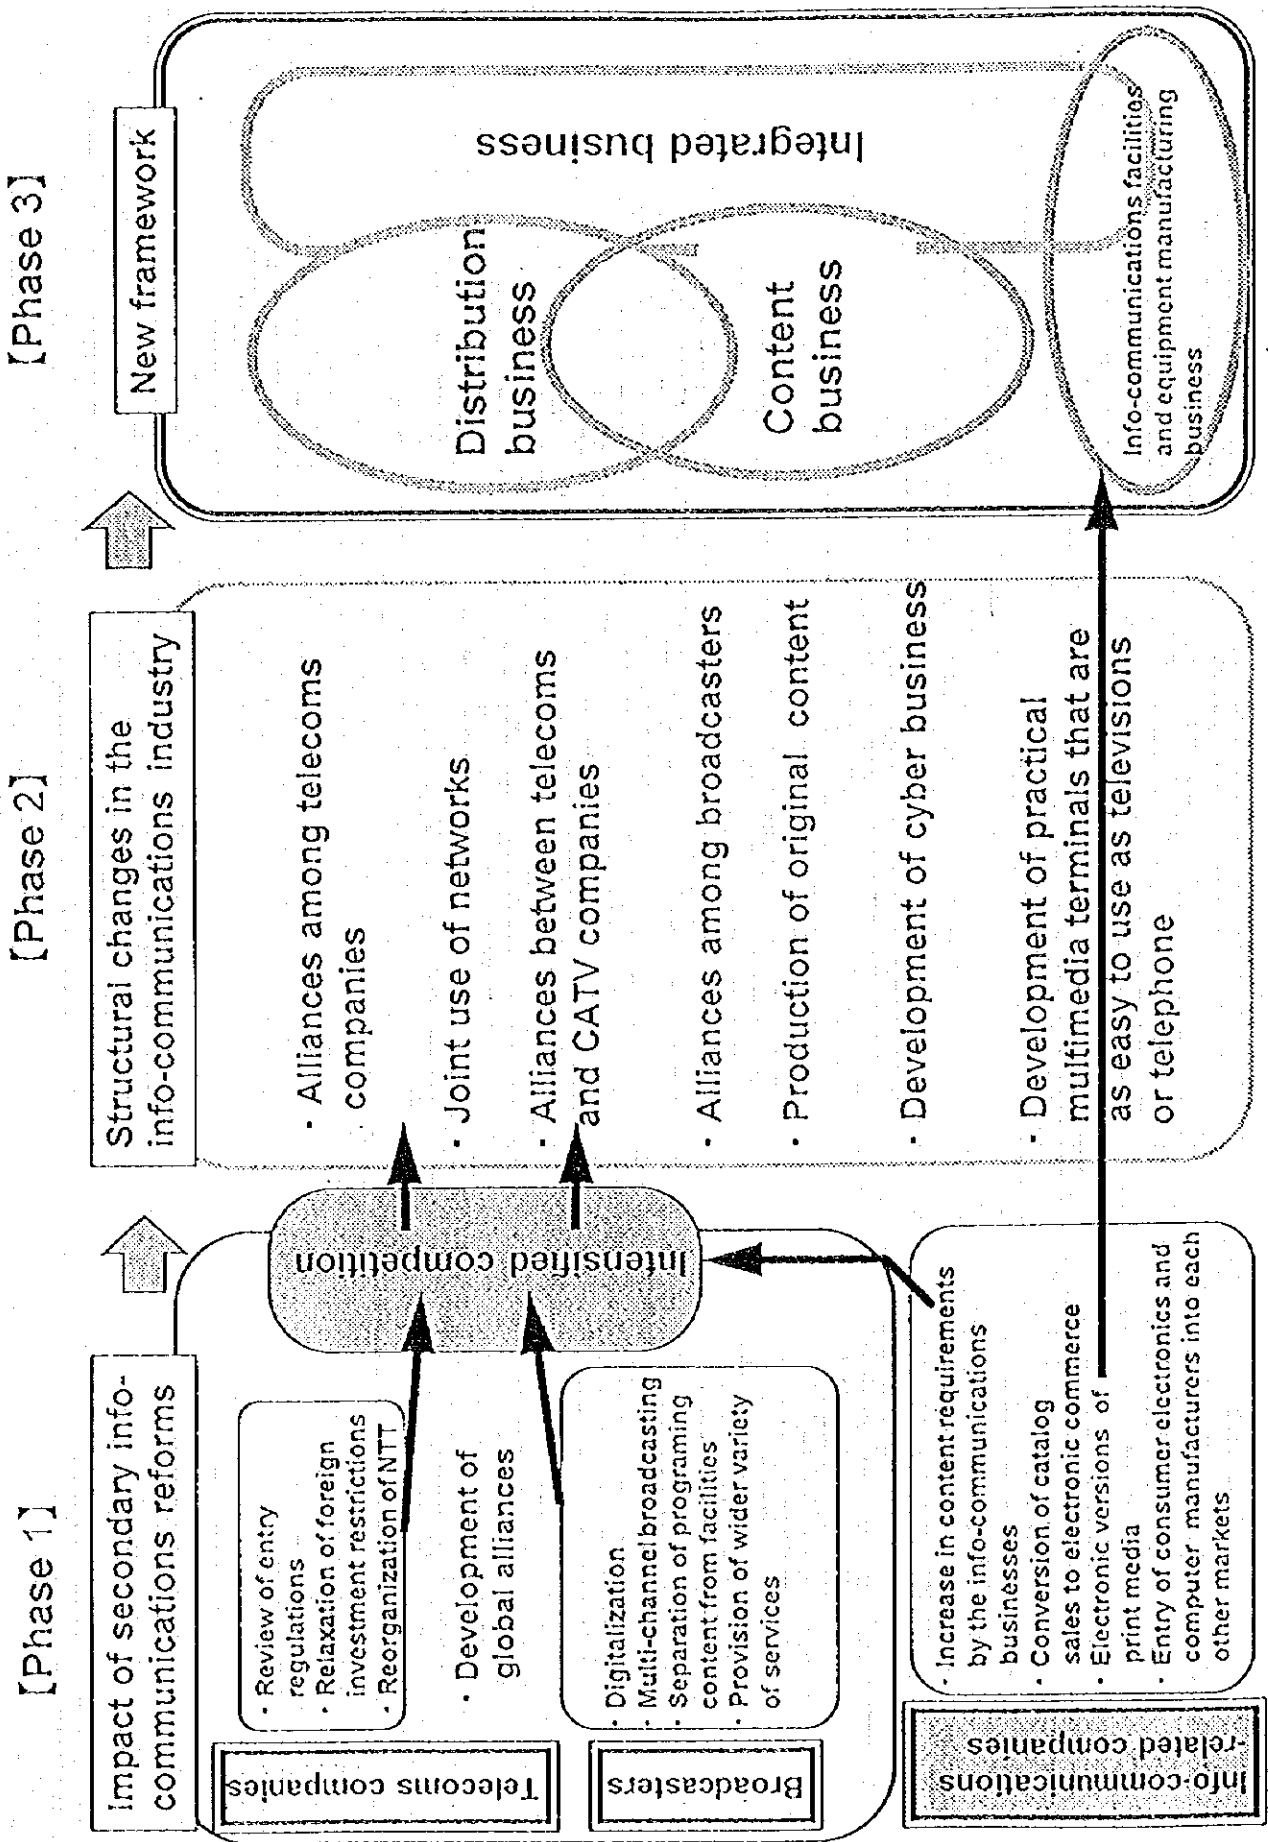 [Phase 1]
Impact of secondary info-
communications reforms
Telecoms companies
· Review of entry
regulations
· Relaxation of foreign
investment restrictions
· Reorganization of NTT
· Development of
global alliances
Broadcasters
· Digitalization
· Multi-channel broadcasting
· Separation of programing
content from facilities
· Provision of wider variety
of services
Info-communications
-related companies
· Increase in content requirements
by the info-communications
businesses
· Conversion of catalog
sales to electronic commerce
· Electronic versions of
print media
· Entry of consumer electronics and
computer manufacturers into each
other markets
Intensified competition
[Phase 2]
Structural changes in the
info-communications industry
· Alliances among telecoms
companies
· Joint use of networks
· Alliances between telecoms
and CATV companies
· Alliances among broadcasters
· Production of original content
· Development of cyber business
· Development of practical
multimedia terminals that are
as easy to use as televisions
or telephone
[Phase 3]
New framework
Distribution
business
Content
business
Integrated business
Info-communications facilities
and equipment manufacturing
business